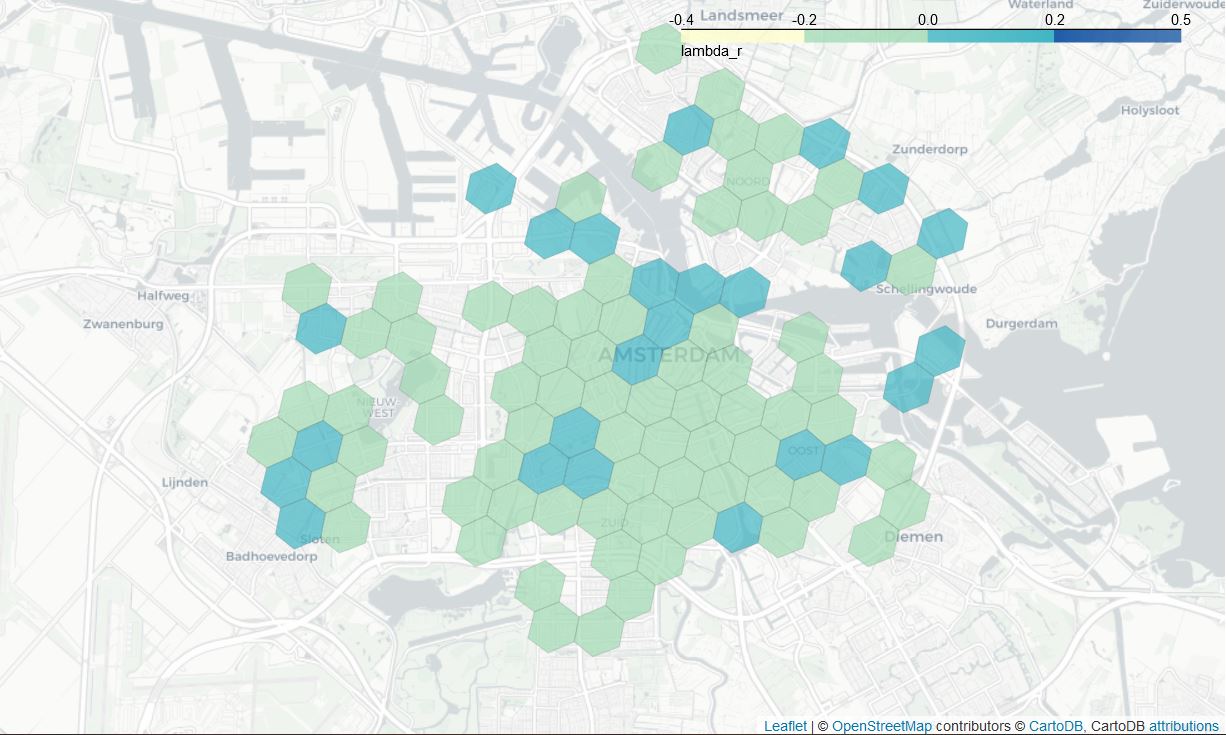 -0.4 -0.2 0.0 0.2 0.5
lambda_r
Landsmeer
Waterland
Zuiderwoude
Holysloot
Zunderdorp
NOORD
Schellingwoude
Halfweg
Zwanenburg
Durgerdam
AMSTERDAM
NIEUW-
WEST
OOST
Lijnden
ZUID
Sloten
Badhoevedorp
Diemen
Leaflet | © OpenStreetMap contributors © CartoDB, CartoDB attributions